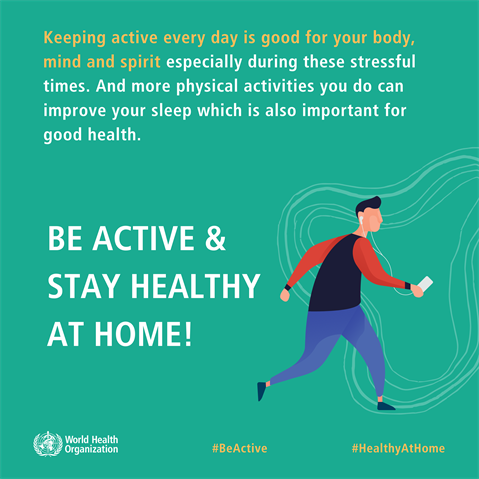 Keeping active every day is good for your body,
mind and spirit especially during these stressful
times. And more physical activities you do can
improve your sleep which is also important for
good health.
BE ACTIVE &
STAY HEALTHY
AT HOME!
World Health
Organization
#BeActive
#HealthyAtHome